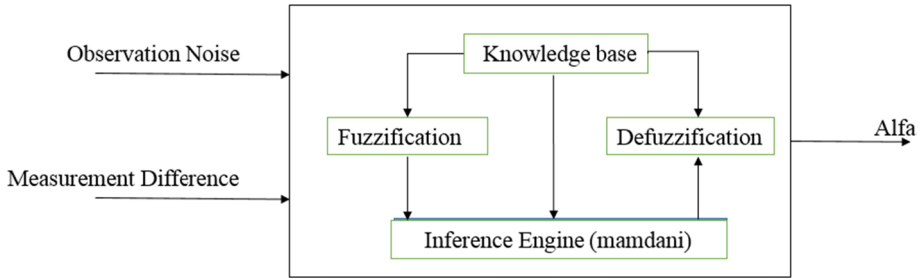 Observation Noise
Knowledge base
Fuzzification
Defuzzification
Alfa
Measurement Difference
Inference Engine (mamdani)